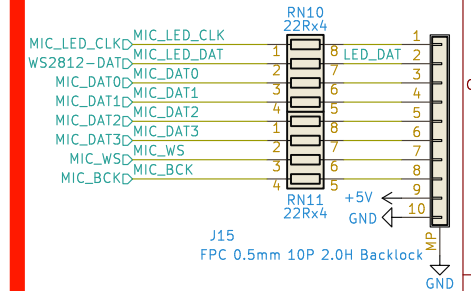 RN10
22Rx4
MIC_LED_CLK MIC_LED_CLK 1 8 1
WS2812-DAT MIC_LED_DAT 2 7 LED_DAT 2
MIC_DAT0 MIC_DAT0 3 6 3
MIC_DAT1 MIC_DAT1 4 5 4
MIC_DAT2 MIC_DAT2 1 8 5
MIC_DAT3 MIC_DAT3 2 7 6
MIC_WS MIC_WS 3 6 7
MIC_BCK MIC_BCK 4 5 8
RN11
22Rx4
+5V 9
GND 10
J15
FPC 0.5mm 10P 2.0H Backlock
MP
GND